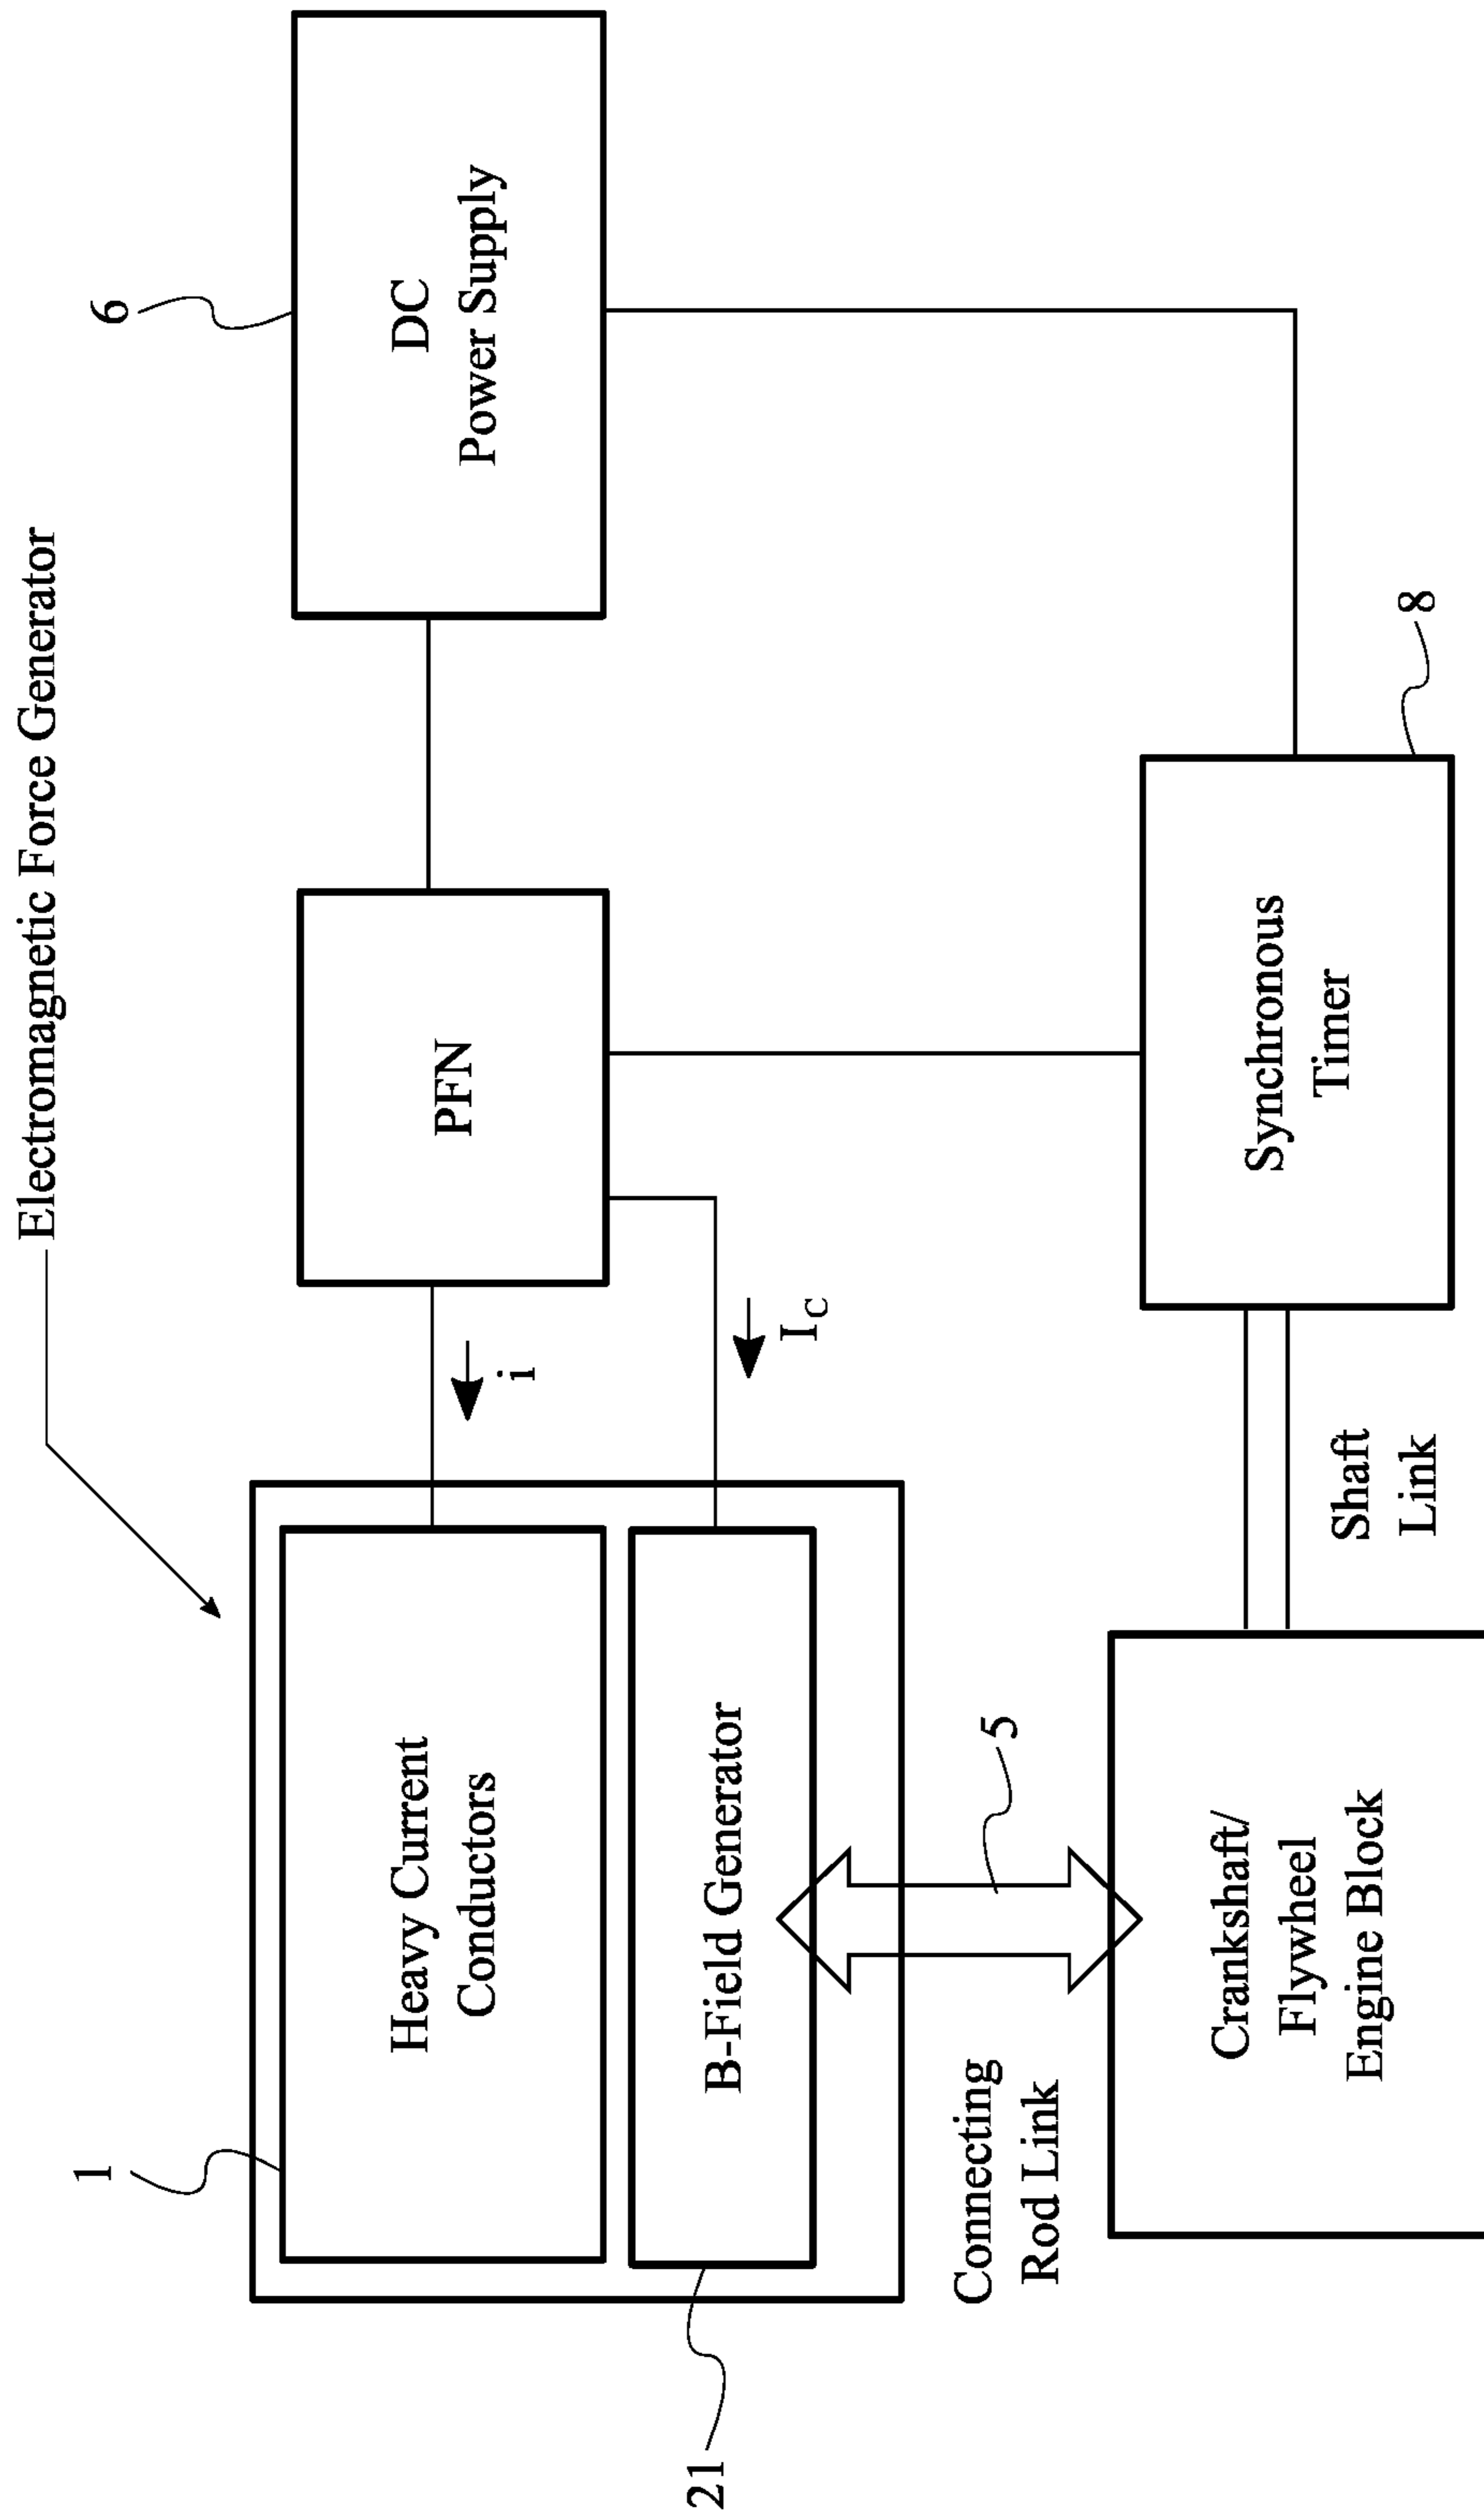 Electromagnetic Force Generator
1
6
Heavy Current
Conductors
PFN
DC
Power Supply
i
21
B-Field Generator
I_C
Connecting
Rod Link
5
8
Crankshaft/
Flywheel
Engine Block
Shaft
Link
Synchronous
Timer